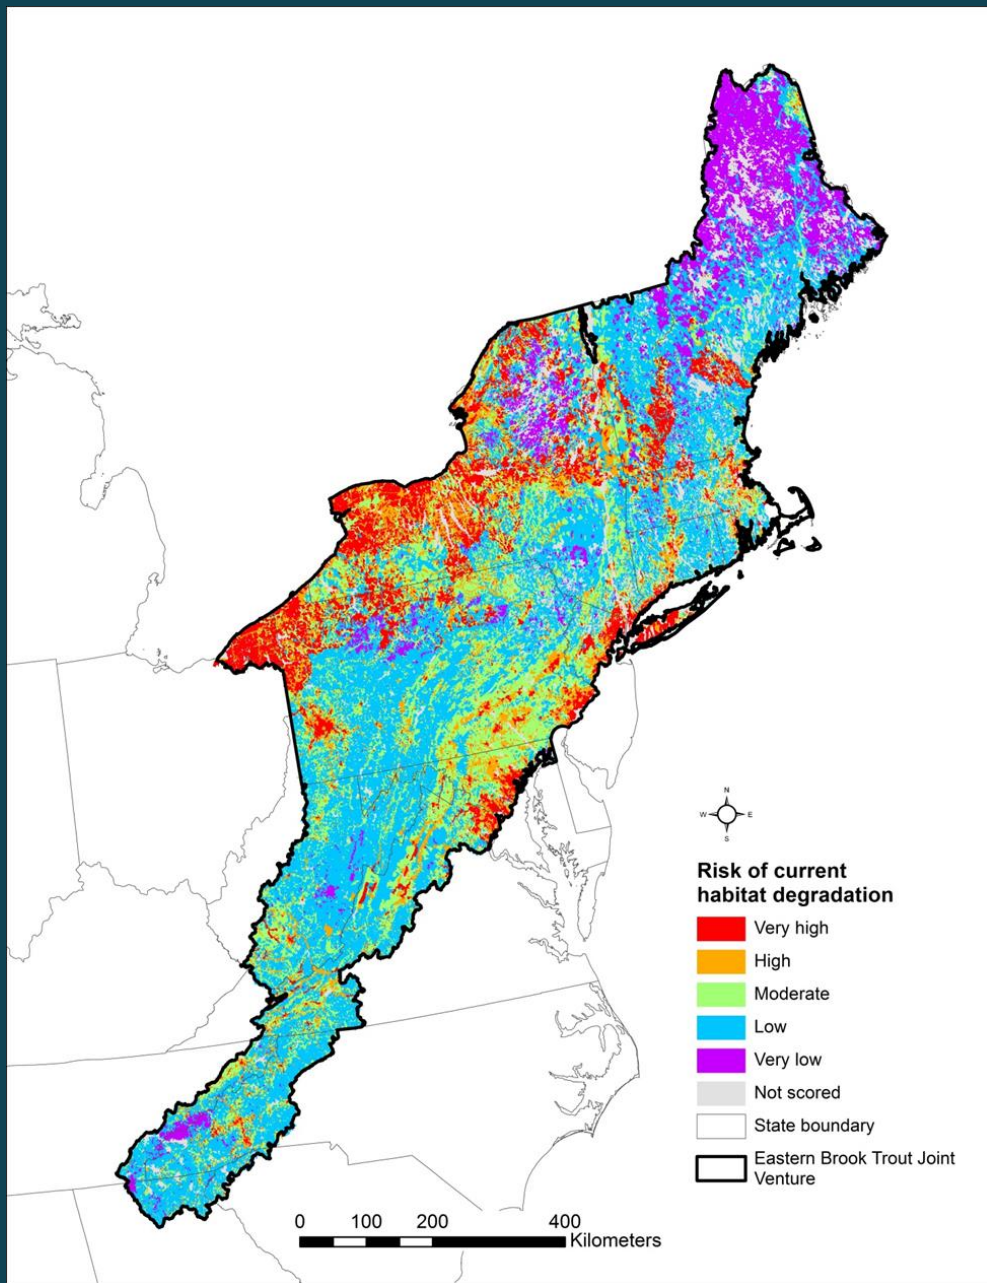 N
W E
S
Risk of current
habitat degradation
Very high
High
Moderate
Low
Very low
Not scored
State boundary
Eastern Brook Trout Joint
Venture
0 100 200 400
Kilometers